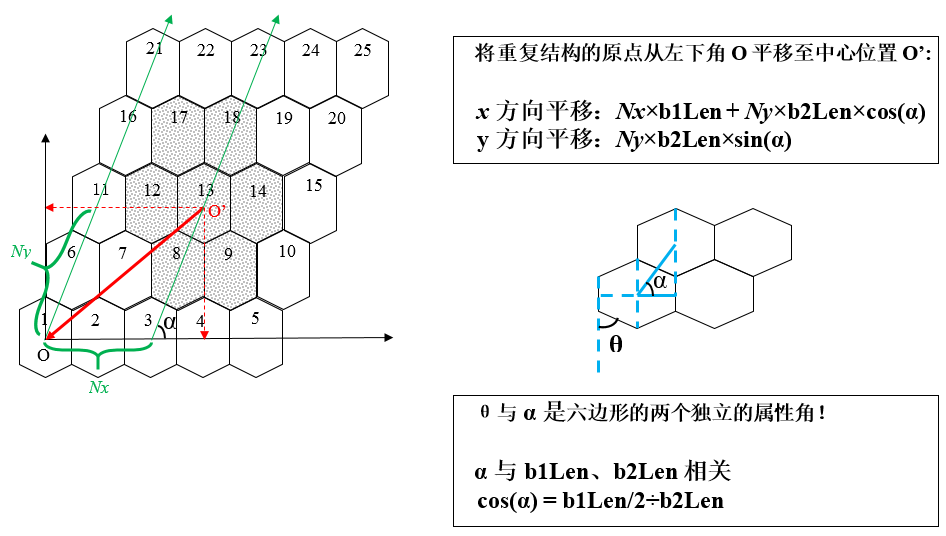 21 22 23 24 25
16 17 18 19 20
11 12 13 14 15
O’
Ny
6 7 8 9 10
1 2 3 α 4 5
O
Nx
将重复结构的原点从左下角 O 平移至中心位置 O’:
x 方向平移：Nx×b1Len + Ny×b2Len×cos(α)
y 方向平移：Ny×b2Len×sin(α)
α
θ
θ 与 α 是六边形的两个独立的属性角！
α 与 b1Len、b2Len 相关
cos(α) = b1Len/2÷b2Len